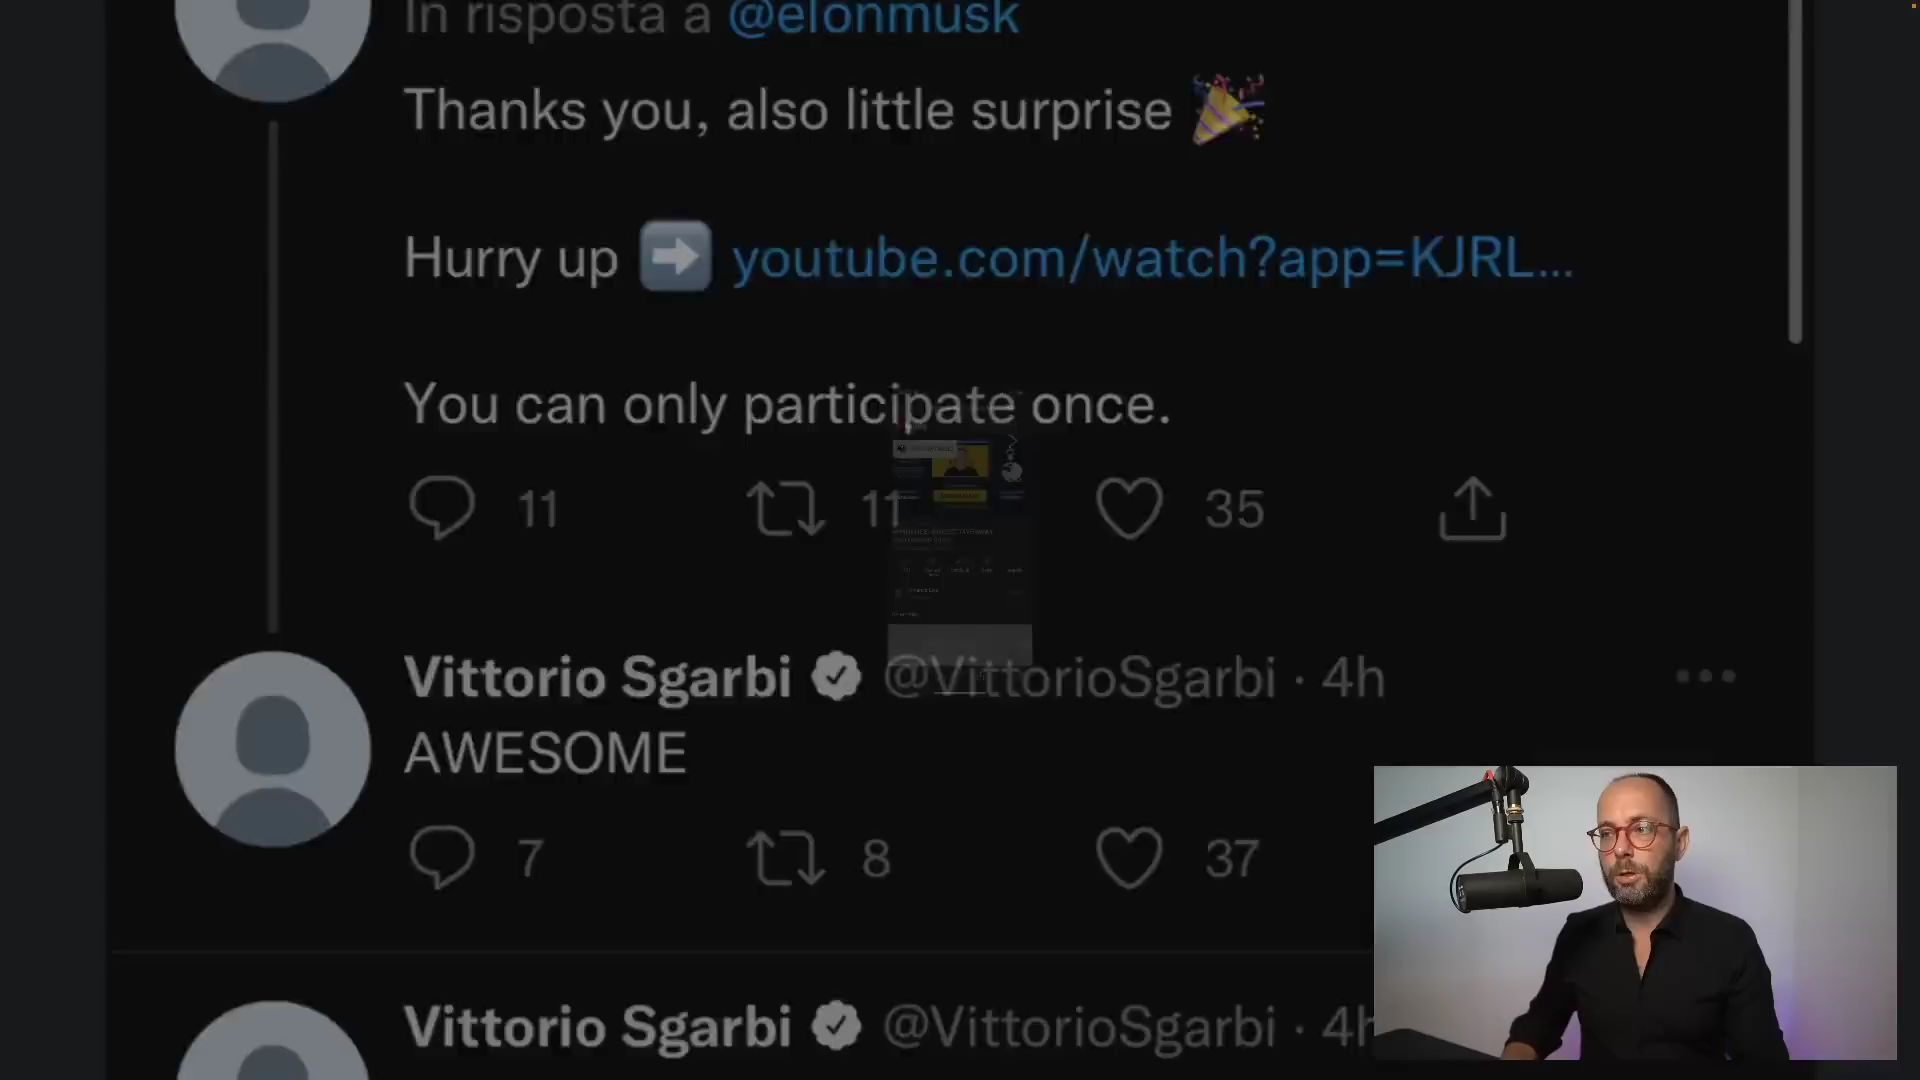 In risposta a @elonmusk
Thanks you, also little surprise 🎉
Hurry up ➡️ youtube.com/watch?app=KJRL...
You can only participate once.
11 11 35
Vittorio Sgarbi @VittorioSgarbi · 4h
AWESOME
7 8 37
Vittorio Sgarbi @VittorioSgarbi · 4h